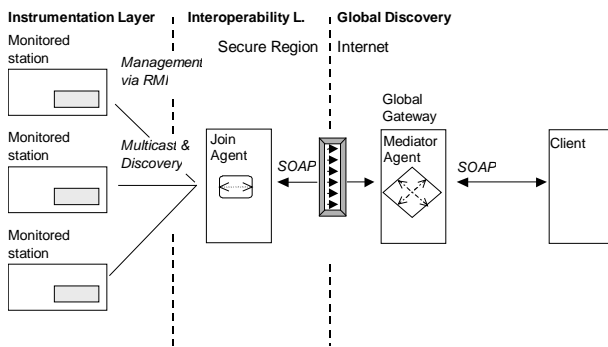 Instrumentation Layer
Interoperability L.
Global Discovery
Secure Region
Internet
Monitored
station
Management
via RMI
Monitored
station
Multicast &
Discovery
Monitored
station
Join
Agent
SOAP
Global
Gateway
Mediator
Agent
SOAP
Client